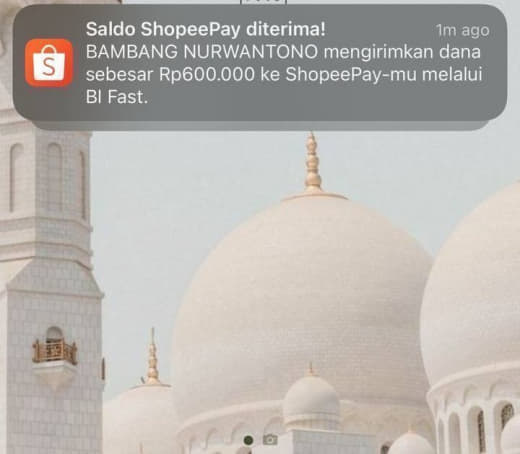 Saldo ShopeePay diterima!
1m ago
BAMBANG NURWANTONO mengirimkan dana
sebesar Rp600.000 ke ShopeePay-mu melalui
BI Fast.